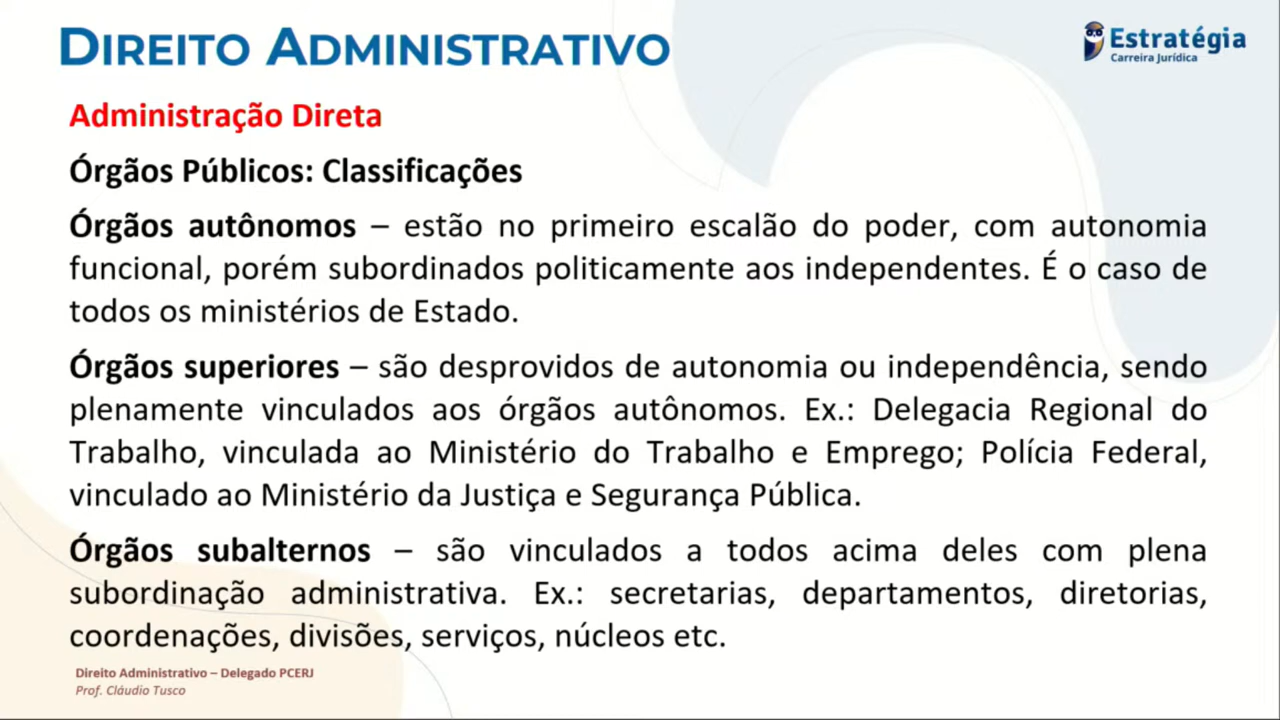 DIREITO ADMINISTRATIVO
Estratégia
Carreira Jurídica
Administração Direta
Órgãos Públicos: Classificações
Órgãos autônomos – estão no primeiro escalão do poder, com autonomia
funcional, porém subordinados politicamente aos independentes. É o caso de
todos os ministérios de Estado.
Órgãos superiores – são desprovidos de autonomia ou independência, sendo
plenamente vinculados aos órgãos autônomos. Ex.: Delegacia Regional do
Trabalho, vinculada ao Ministério do Trabalho e Emprego; Polícia Federal,
vinculado ao Ministério da Justiça e Segurança Pública.
Órgãos subalternos – são vinculados a todos acima deles com plena
subordinação administrativa. Ex.: secretarias, departamentos, diretorias,
coordenações, divisões, serviços, núcleos etc.
Direito Administrativo – Delegado PCERJ
Prof. Cláudio Tusco